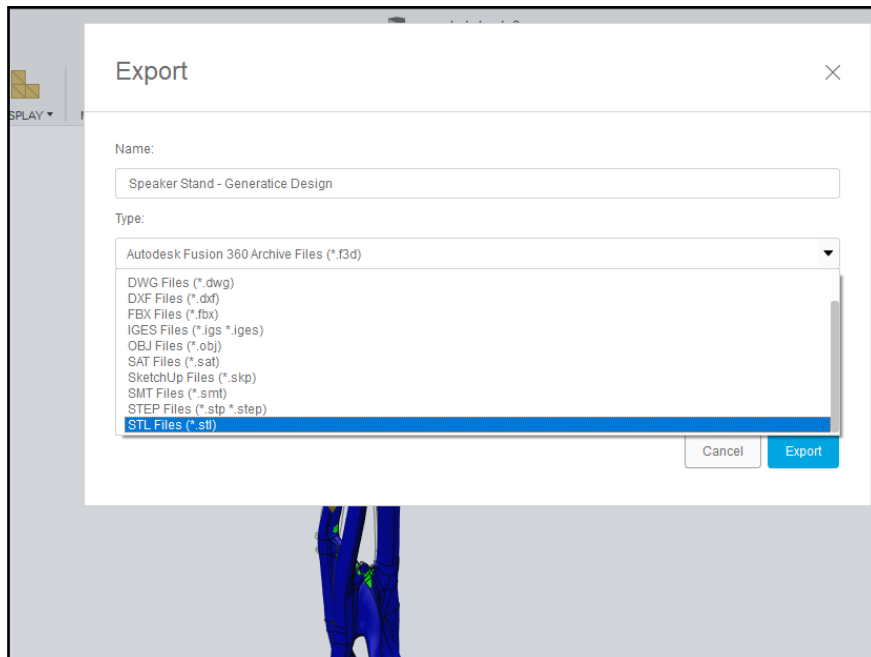 Export
SPLAY ▾
Name:
Speaker Stand - Generatice Design
Type:
Autodesk Fusion 360 Archive Files (*.f3d)
DWG Files (*.dwg)
DXF Files (*.dxf)
FBX Files (*.fbx)
IGES Files (*.igs *.iges)
OBJ Files (*.obj)
SAT Files (*.sat)
SketchUp Files (*.skp)
SMT Files (*.smt)
STEP Files (*.stp *.step)
STL Files (*.stl)
Cancel
Export